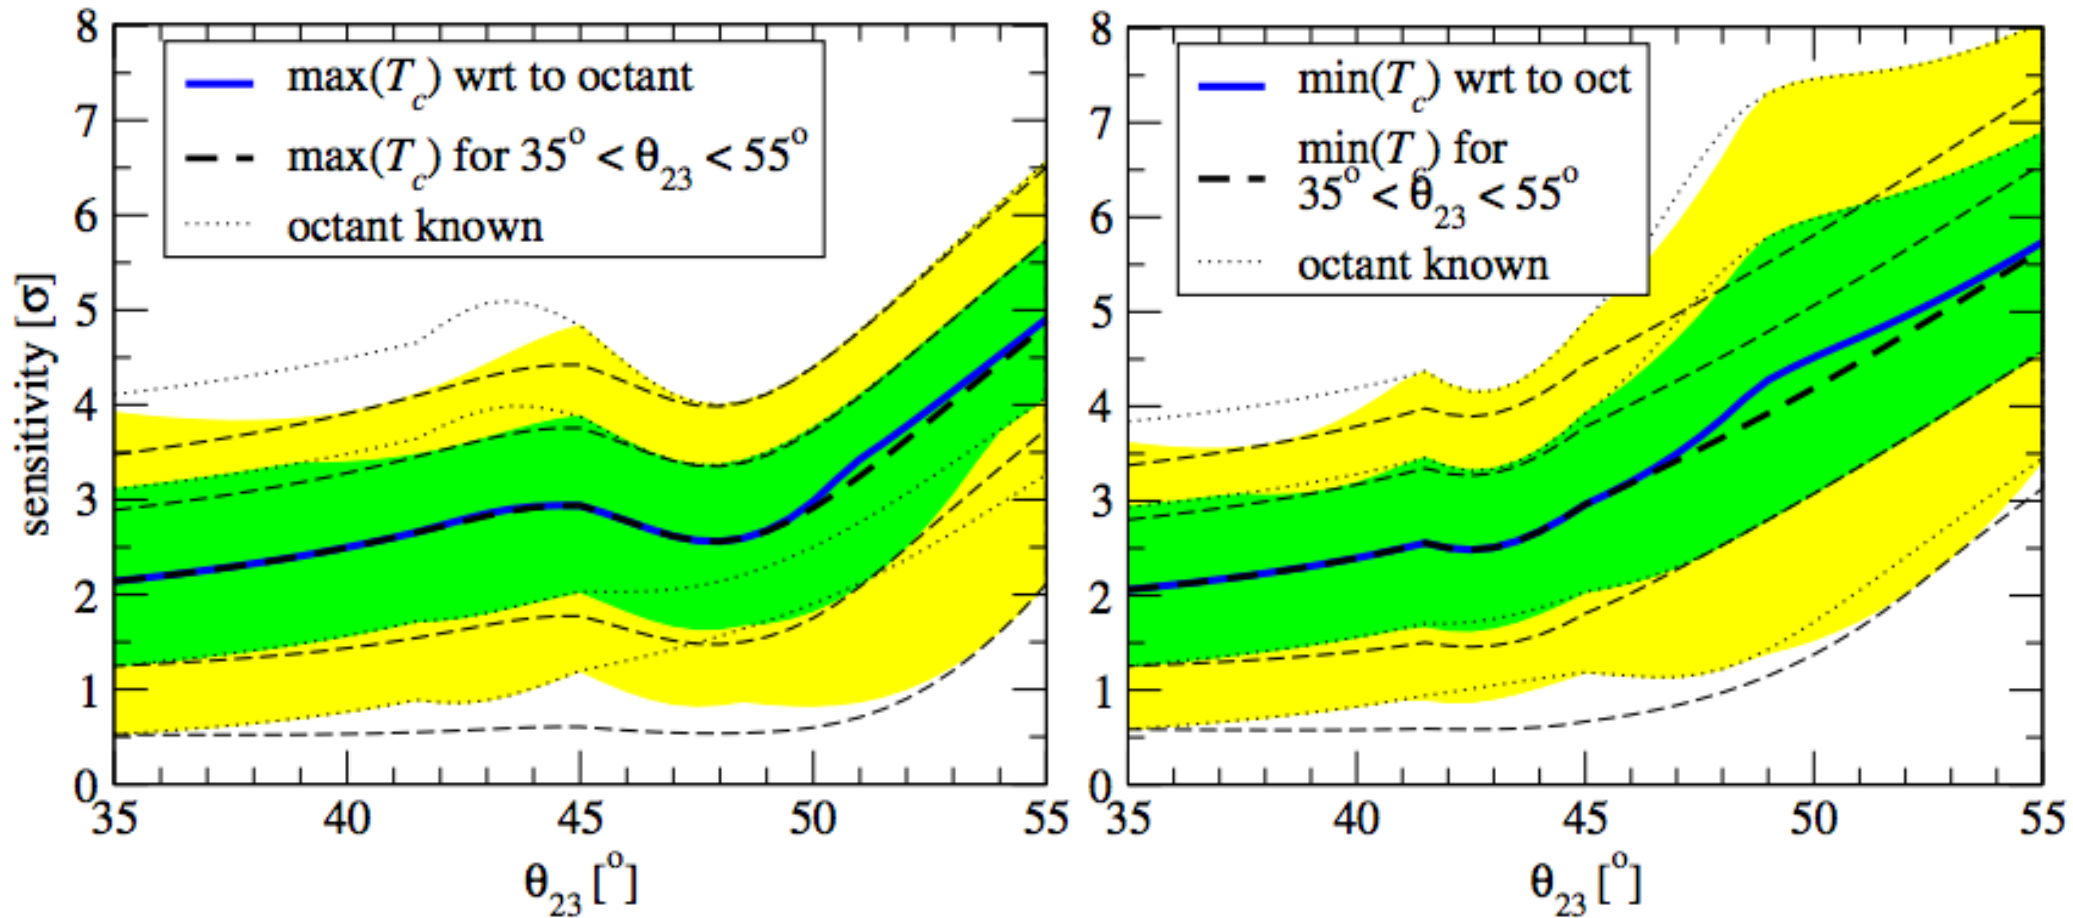 8
7
6
5
4
3
2
1
0
sensitivity [σ]
max(T_c) wrt to octant
max(T_c) for 35° < θ_23 < 55°
octant known
35 40 45 50 55
θ_23 [°]
8
7
6
5
4
3
2
1
0
min(T_c) wrt to oct
min(T_c) for
35° < θ_23 < 55°
octant known
35 40 45 50 55
θ_23 [°]